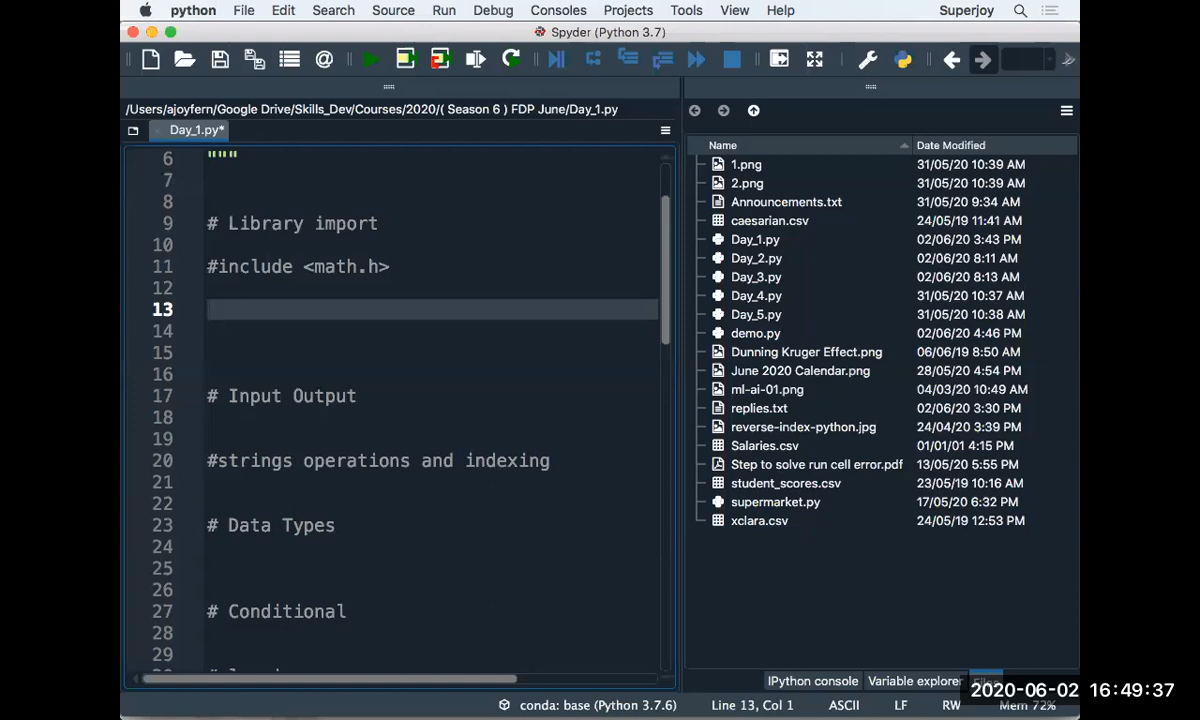 python File Edit Search Source Run Debug Consoles Projects Tools View Help Superjoy
Spyder (Python 3.7)
/Users/ajoyfern/Google Drive/Skills_Dev/Courses/2020/( Season 6 ) FDP June/Day_1.py
Day_1.py*
6 """
7
8
9 # Library import
10
11 #include <math.h>
12
13
14
15
16
17 # Input Output
18
19
20 #strings operations and indexing
21
22
23 # Data Types
24
25
26
27 # Conditional
28
29
Name Date Modified
1.png 31/05/20 10:39 AM
2.png 31/05/20 10:39 AM
Announcements.txt 31/05/20 9:34 AM
caesarian.csv 24/05/19 11:41 AM
Day_1.py 02/06/20 3:43 PM
Day_2.py 02/06/20 8:11 AM
Day_3.py 02/06/20 8:13 AM
Day_4.py 31/05/20 10:37 AM
Day_5.py 31/05/20 10:38 AM
demo.py 02/06/20 4:46 PM
Dunning Kruger Effect.png 06/06/19 8:50 AM
June 2020 Calendar.png 28/05/20 4:54 PM
ml-ai-01.png 04/03/20 10:49 AM
replies.txt 02/06/20 3:30 PM
reverse-index-python.jpg 24/04/20 3:39 PM
Salaries.csv 01/01/01 4:15 PM
Step to solve run cell error.pdf 13/05/20 5:55 PM
student_scores.csv 23/05/19 10:16 AM
supermarket.py 17/05/20 6:32 PM
xclara.csv 24/05/19 12:53 PM
IPython console Variable explorer
2020-06-02 16:49:37
conda: base (Python 3.7.6) Line 13, Col 1 ASCII LF RW Mem 72%